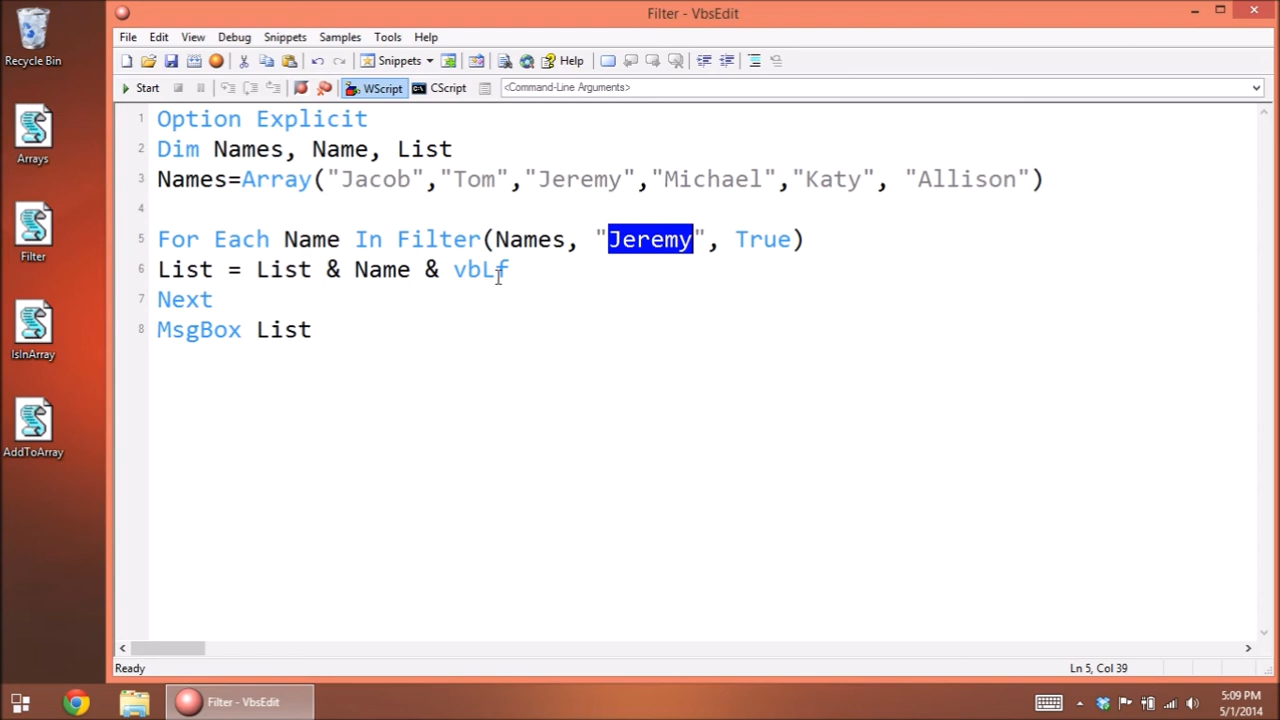 Filter - VbsEdit
Recycle Bin
Arrays
Filter
IsInArray
AddToArray
File Edit View Debug Snippets Samples Tools Help
Snippets Help
Start WScript CScript <Command-Line Arguments>
1 Option Explicit
2 Dim Names, Name, List
3 Names=Array("Jacob","Tom","Jeremy","Michael","Katy", "Allison")
4
5 For Each Name In Filter(Names, "Jeremy", True)
6 List = List & Name & vbLf
7 Next
8 MsgBox List
Ready Ln 5, Col 39
Filter - VbsEdit
5:09 PM
5/1/2014